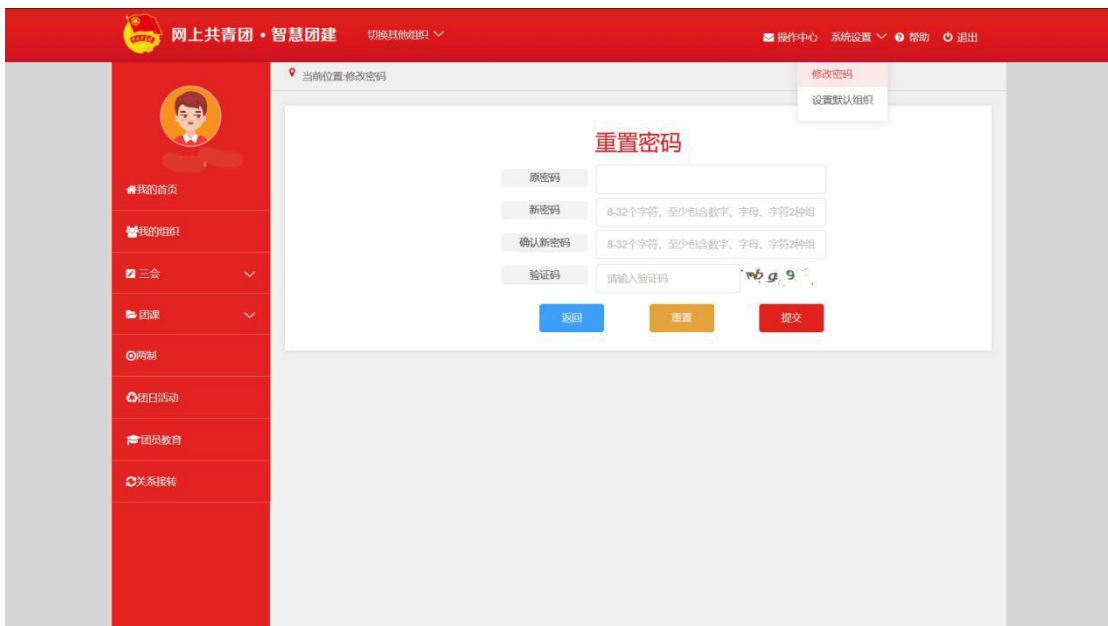 网上共青团·智慧团建
切换其他组织
操作中心
系统设置
帮助
退出
当前位置:修改密码
修改密码
设置默认组织
我的首页
我的组织
三会
团课
两制
团日活动
团员教育
关系接转
重置密码
原密码
新密码
8-32个字符,至少包含数字、字母、字符2种组
确认新密码
8-32个字符,至少包含数字、字母、字符2种组
验证码
请输入验证码
返回
重置
提交